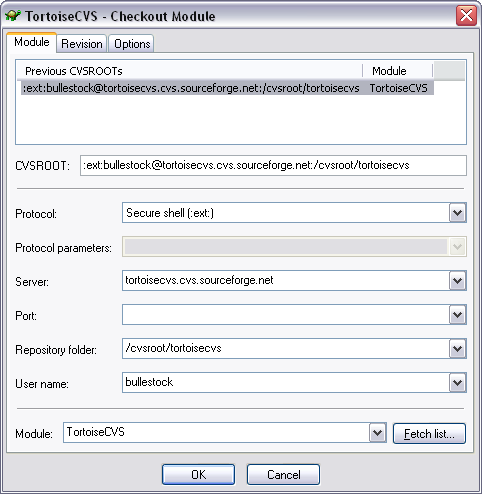 TortoiseCVS - Checkout Module
Module Revision Options
Previous CVSROOTs Module
:ext:bullestock@tortoisecvs.cvs.sourceforge.net:/cvsroot/tortoisecvs TortoiseCVS
CVSROOT: :ext:bullestock@tortoisecvs.cvs.sourceforge.net:/cvsroot/tortoisecvs
Protocol: Secure shell (:ext:)
Protocol parameters:
Server: tortoisecvs.cvs.sourceforge.net
Port:
Repository folder: /cvsroot/tortoisecvs
User name: bullestock
Module: TortoiseCVS Fetch list...
OK Cancel